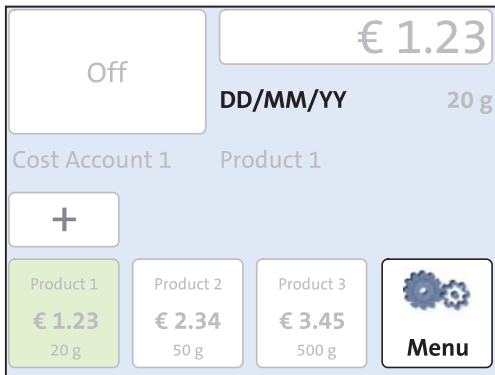 Off
€ 1.23
DD/MM/YY
20 g
Cost Account 1
Product 1
+
Product 1
€ 1.23
20 g
Product 2
€ 2.34
50 g
Product 3
€ 3.45
500 g
Menu